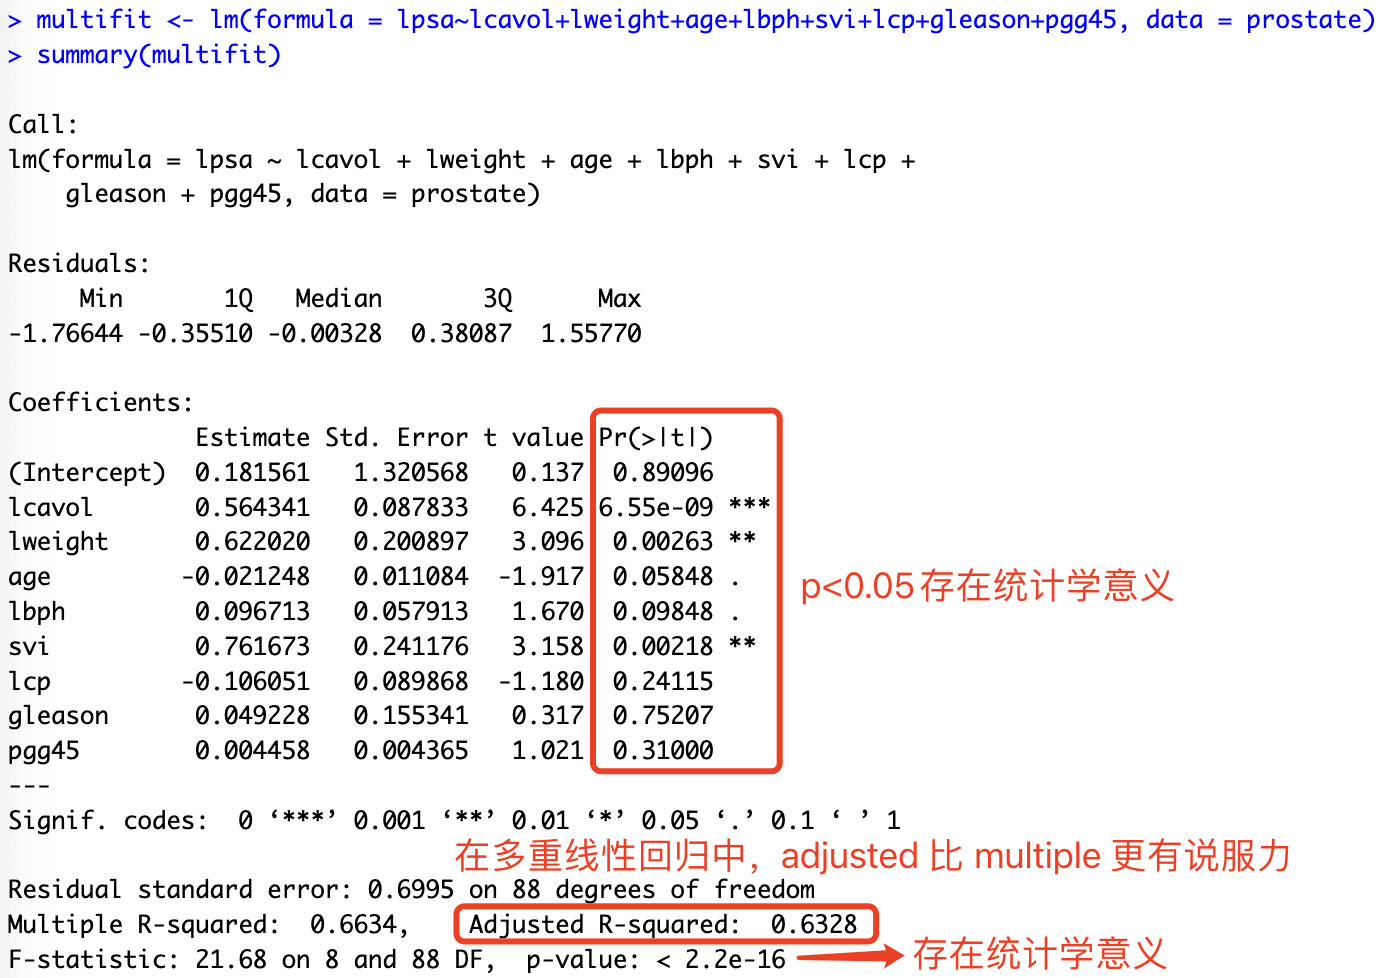 > multifit <- lm(formula = lpsa~lcavol+lweight+age+lbph+svi+lcp+gleason+pgg45, data = prostate)
> summary(multifit)
Call:
lm(formula = lpsa ~ lcavol + lweight + age + lbph + svi + lcp +
    gleason + pgg45, data = prostate)
Residuals:
     Min       1Q   Median       3Q      Max
-1.76644 -0.35510 -0.00328  0.38087  1.55770
Coefficients:
             Estimate Std. Error t value Pr(>|t|)
(Intercept)  0.181561   1.320568   0.137  0.89096
lcavol       0.564341   0.087833   6.425 6.55e-09 ***
lweight      0.622020   0.200897   3.096  0.00263 **
age         -0.021248   0.011084  -1.917  0.05848 .
p<0.05存在统计学意义
lbph         0.096713   0.057913   1.670  0.09848 .
svi          0.761673   0.241176   3.158  0.00218 **
lcp         -0.106051   0.089868  -1.180  0.24115
gleason      0.049228   0.155341   0.317  0.75207
pgg45        0.004458   0.004365   1.021  0.31000
---
Signif. codes:  0 ‘***’ 0.001 ‘**’ 0.01 ‘*’ 0.05 ‘.’ 0.1 ‘ ’ 1
在多重线性回归中，adjusted 比 multiple 更有说服力
Residual standard error: 0.6995 on 88 degrees of freedom
Multiple R-squared:  0.6634,    Adjusted R-squared:  0.6328
F-statistic: 21.68 on 8 and 88 DF,  p-value: < 2.2e-16 存在统计学意义